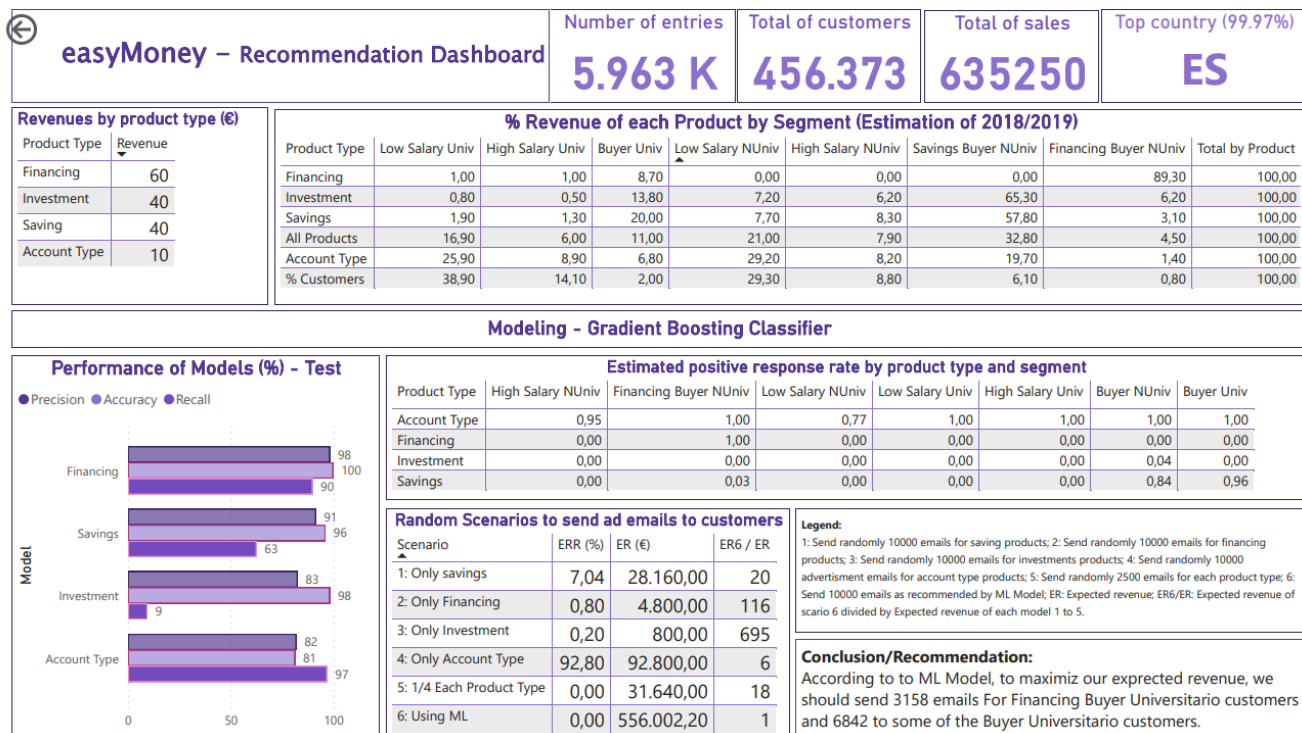 easyMoney – Recommendation Dashboard
Number of entries
5.963 K
Total of customers
456.373
Total of sales
635250
Top country (99.97%)
ES
Revenues by product type (€)
Product Type Revenue
Financing 60
Investment 40
Saving 40
Account Type 10
% Revenue of each Product by Segment (Estimation of 2018/2019)
Product Type Low Salary Univ High Salary Univ Buyer Univ Low Salary NUniv High Salary NUniv Savings Buyer NUniv Financing Buyer NUniv Total by Product
Financing 1,00 1,00 8,70 0,00 0,00 0,00 89,30 100,00
Investment 0,80 0,50 13,80 7,20 6,20 65,30 6,20 100,00
Savings 1,90 1,30 20,00 7,70 8,30 57,80 3,10 100,00
All Products 16,90 6,00 11,00 21,00 7,90 32,80 4,50 100,00
Account Type 25,90 8,90 6,80 29,20 8,20 19,70 1,40 100,00
% Customers 38,90 14,10 2,00 29,30 8,80 6,10 0,80 100,00
Modeling - Gradient Boosting Classifier
Performance of Models (%) - Test
Precision Accuracy Recall
Model
Financing
98
100
90
Savings
91
96
63
Investment
83
98
9
Account Type
82
81
97
0 50 100
Estimated positive response rate by product type and segment
Product Type High Salary NUniv Financing Buyer NUniv Low Salary NUniv Low Salary Univ High Salary Univ Buyer NUniv Buyer Univ
Account Type 0,95 1,00 0,77 1,00 1,00 1,00 1,00
Financing 0,00 1,00 0,00 0,00 0,00 0,00 0,00
Investment 0,00 0,00 0,00 0,00 0,00 0,04 0,00
Savings 0,00 0,03 0,00 0,00 0,00 0,84 0,96
Random Scenarios to send ad emails to customers
Scenario ERR (%) ER (€) ER6 / ER
1: Only savings 7,04 28.160,00 20
2: Only Financing 0,80 4.800,00 116
3: Only Investment 0,20 800,00 695
4: Only Account Type 92,80 92.800,00 6
5: 1/4 Each Product Type 0,00 31.640,00 18
6: Using ML 0,00 556.002,20 1
Legend:
1: Send randomly 10000 emails for saving products; 2: Send randomly 10000 emails for financing
products; 3: Send randomly 10000 emails for investments products; 4: Send randomly 10000
advertisment emails for account type products; 5: Send randomly 2500 emails for each product type; 6:
Send 10000 emails as recommended by ML Model; ER: Expected revenue; ER6/ER: Expected revenue of
scario 6 divided by Expected revenue of each model 1 to 5.
Conclusion/Recommendation:
According to to ML Model, to maximiz our exprected revenue, we
should send 3158 emails For Financing Buyer Universitario customers
and 6842 to some of the Buyer Universitario customers.